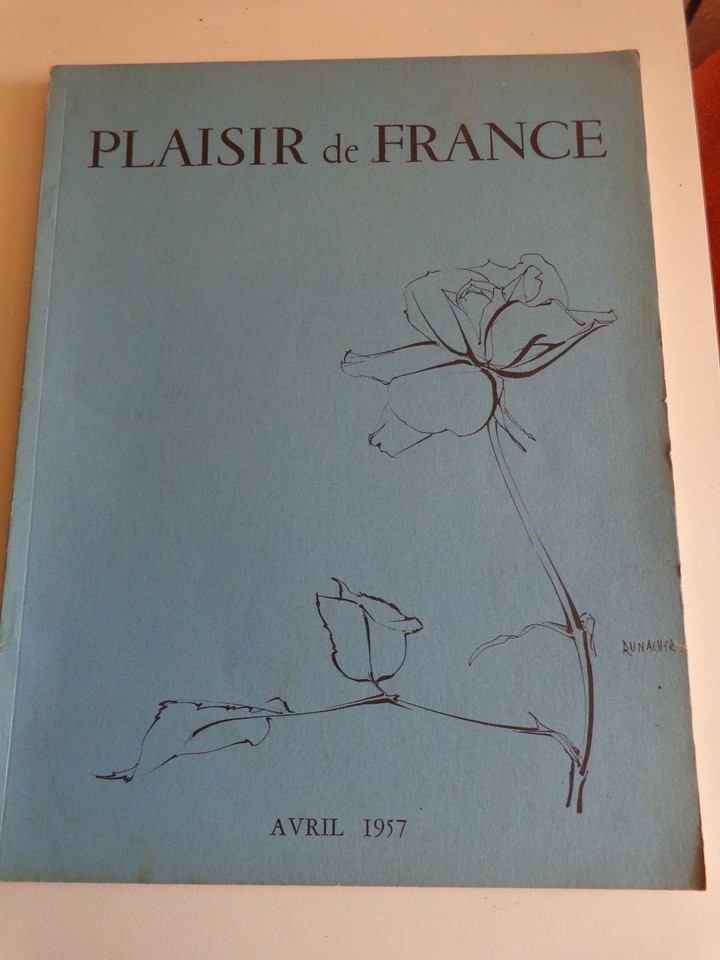 PLAISIR de FRANCE
RUNACHER
AVRIL 1957